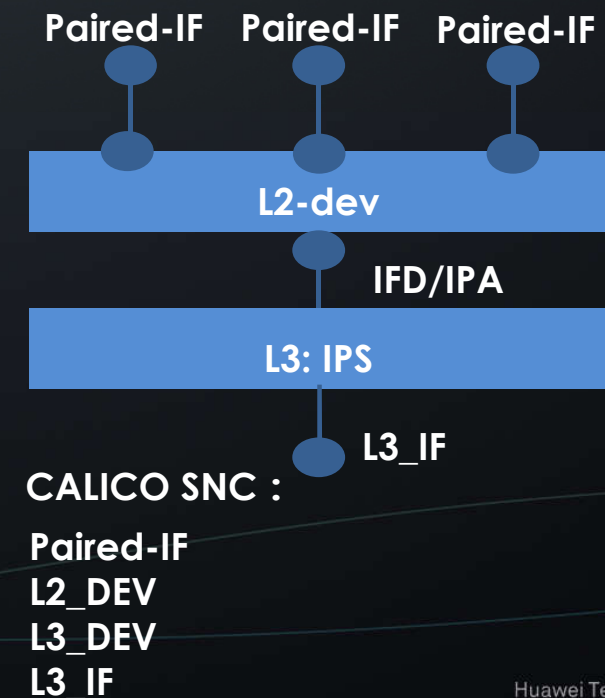 Paired-IF Paired-IF Paired-IF
L2-dev
IFD/IPA
L3: IPS
L3_IF
CALICO SNC :
Paired-IF
L2_DEV
L3_DEV
L3_IF
Huawei Te